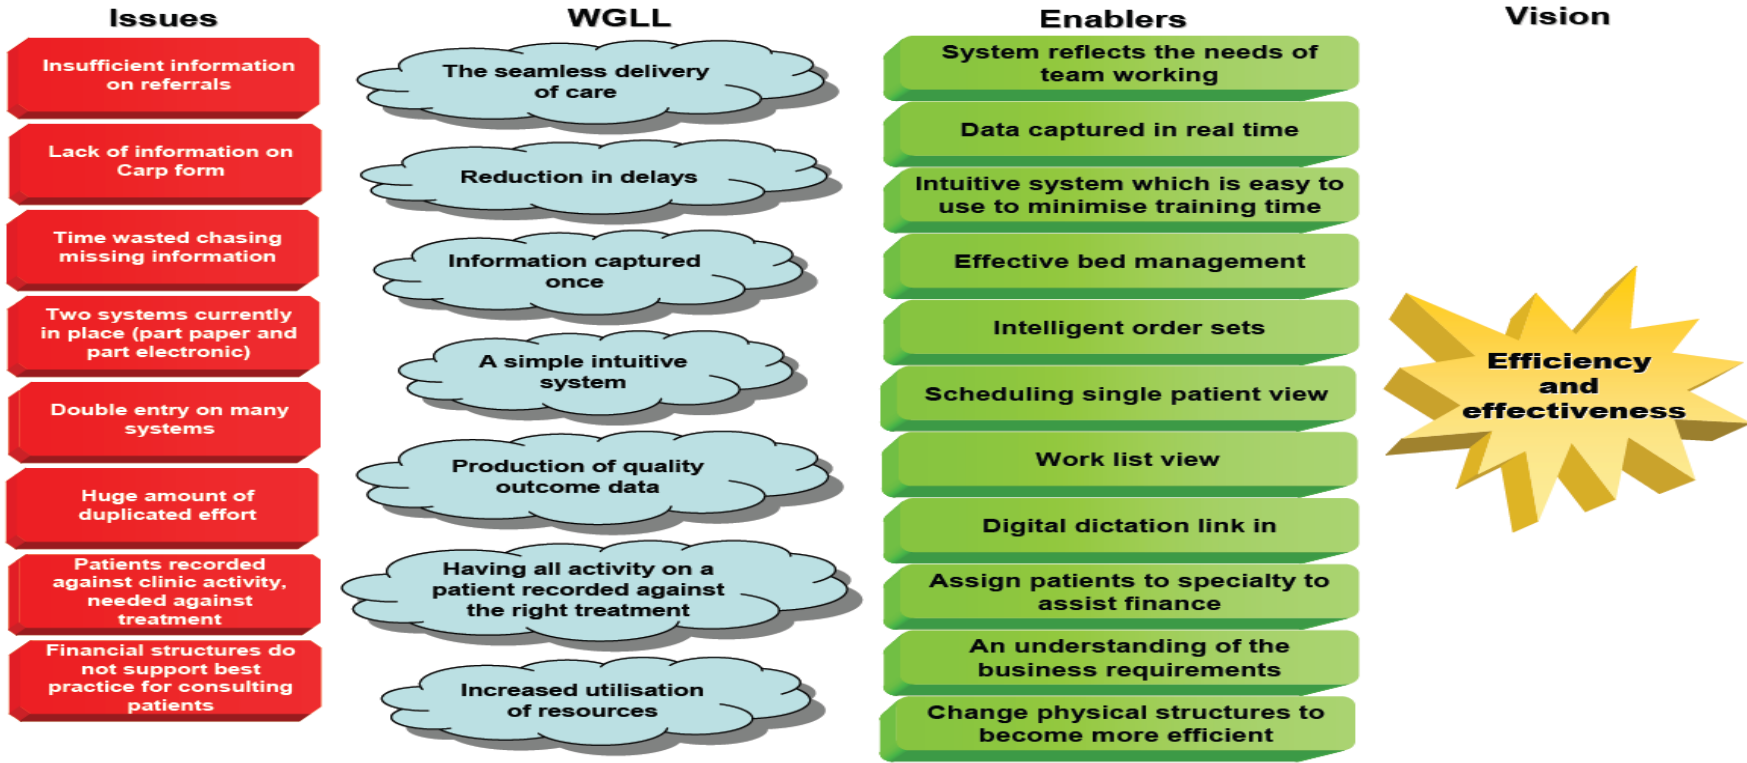 Issues
Insufficient information
on referrals
Lack of information on
Carp form
Time wasted chasing
missing information
Two systems currently
in place (part paper and
part electronic)
Double entry on many
systems
Huge amount of
duplicated effort
Patients recorded
against clinic activity,
needed against
treatment
Financial structures do
not support best
practice for consulting
patients
WGLL
The seamless delivery
of care
Reduction in delays
Information captured
once
A simple intuitive
system
Production of quality
outcome data
Having all activity on a
patient recorded against
the right treatment
Increased utilisation
of resources
Enablers
System reflects the needs of
team working
Data captured in real time
Intuitive system which is easy to
use to minimise training time
Effective bed management
Intelligent order sets
Scheduling single patient view
Work list view
Digital dictation link in
Assign patients to specialty to
assist finance
An understanding of the
business requirements
Change physical structures to
become more efficient
Vision
Efficiency
and
effectiveness